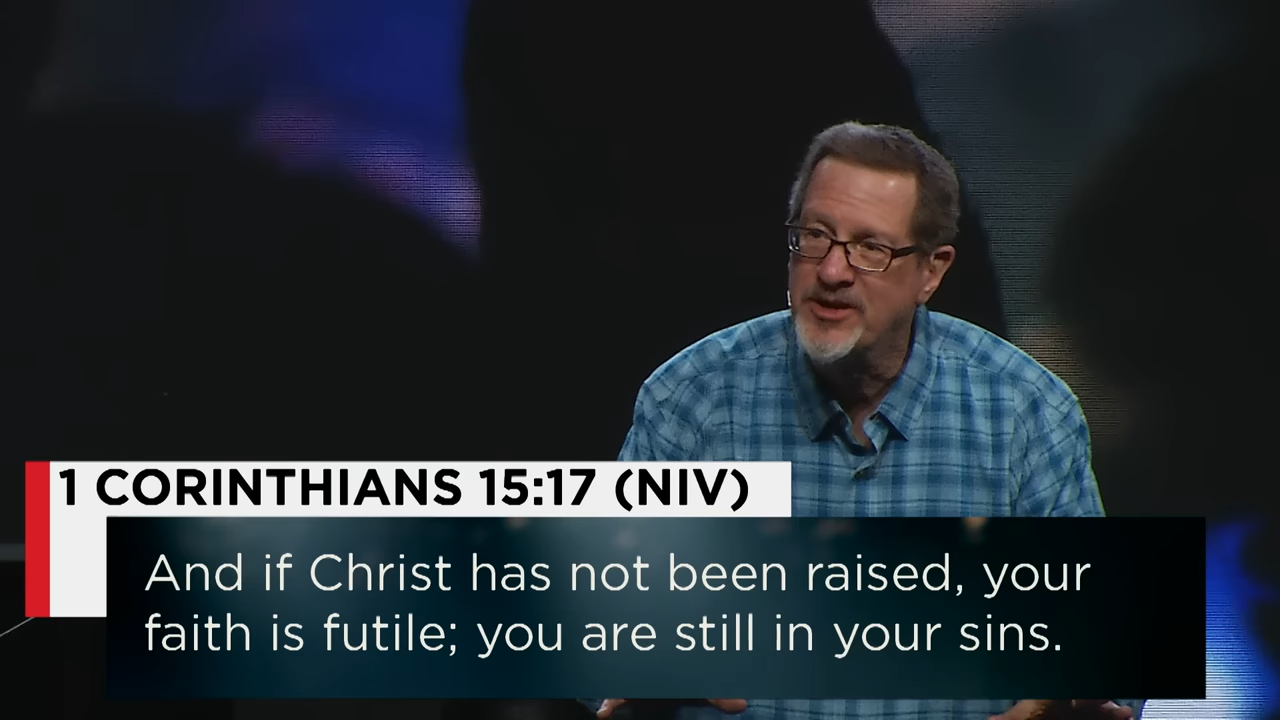 1 CORINTHIANS 15:17 (NIV)
And if Christ has not been raised, your
faith is futile; you are still in your sins.